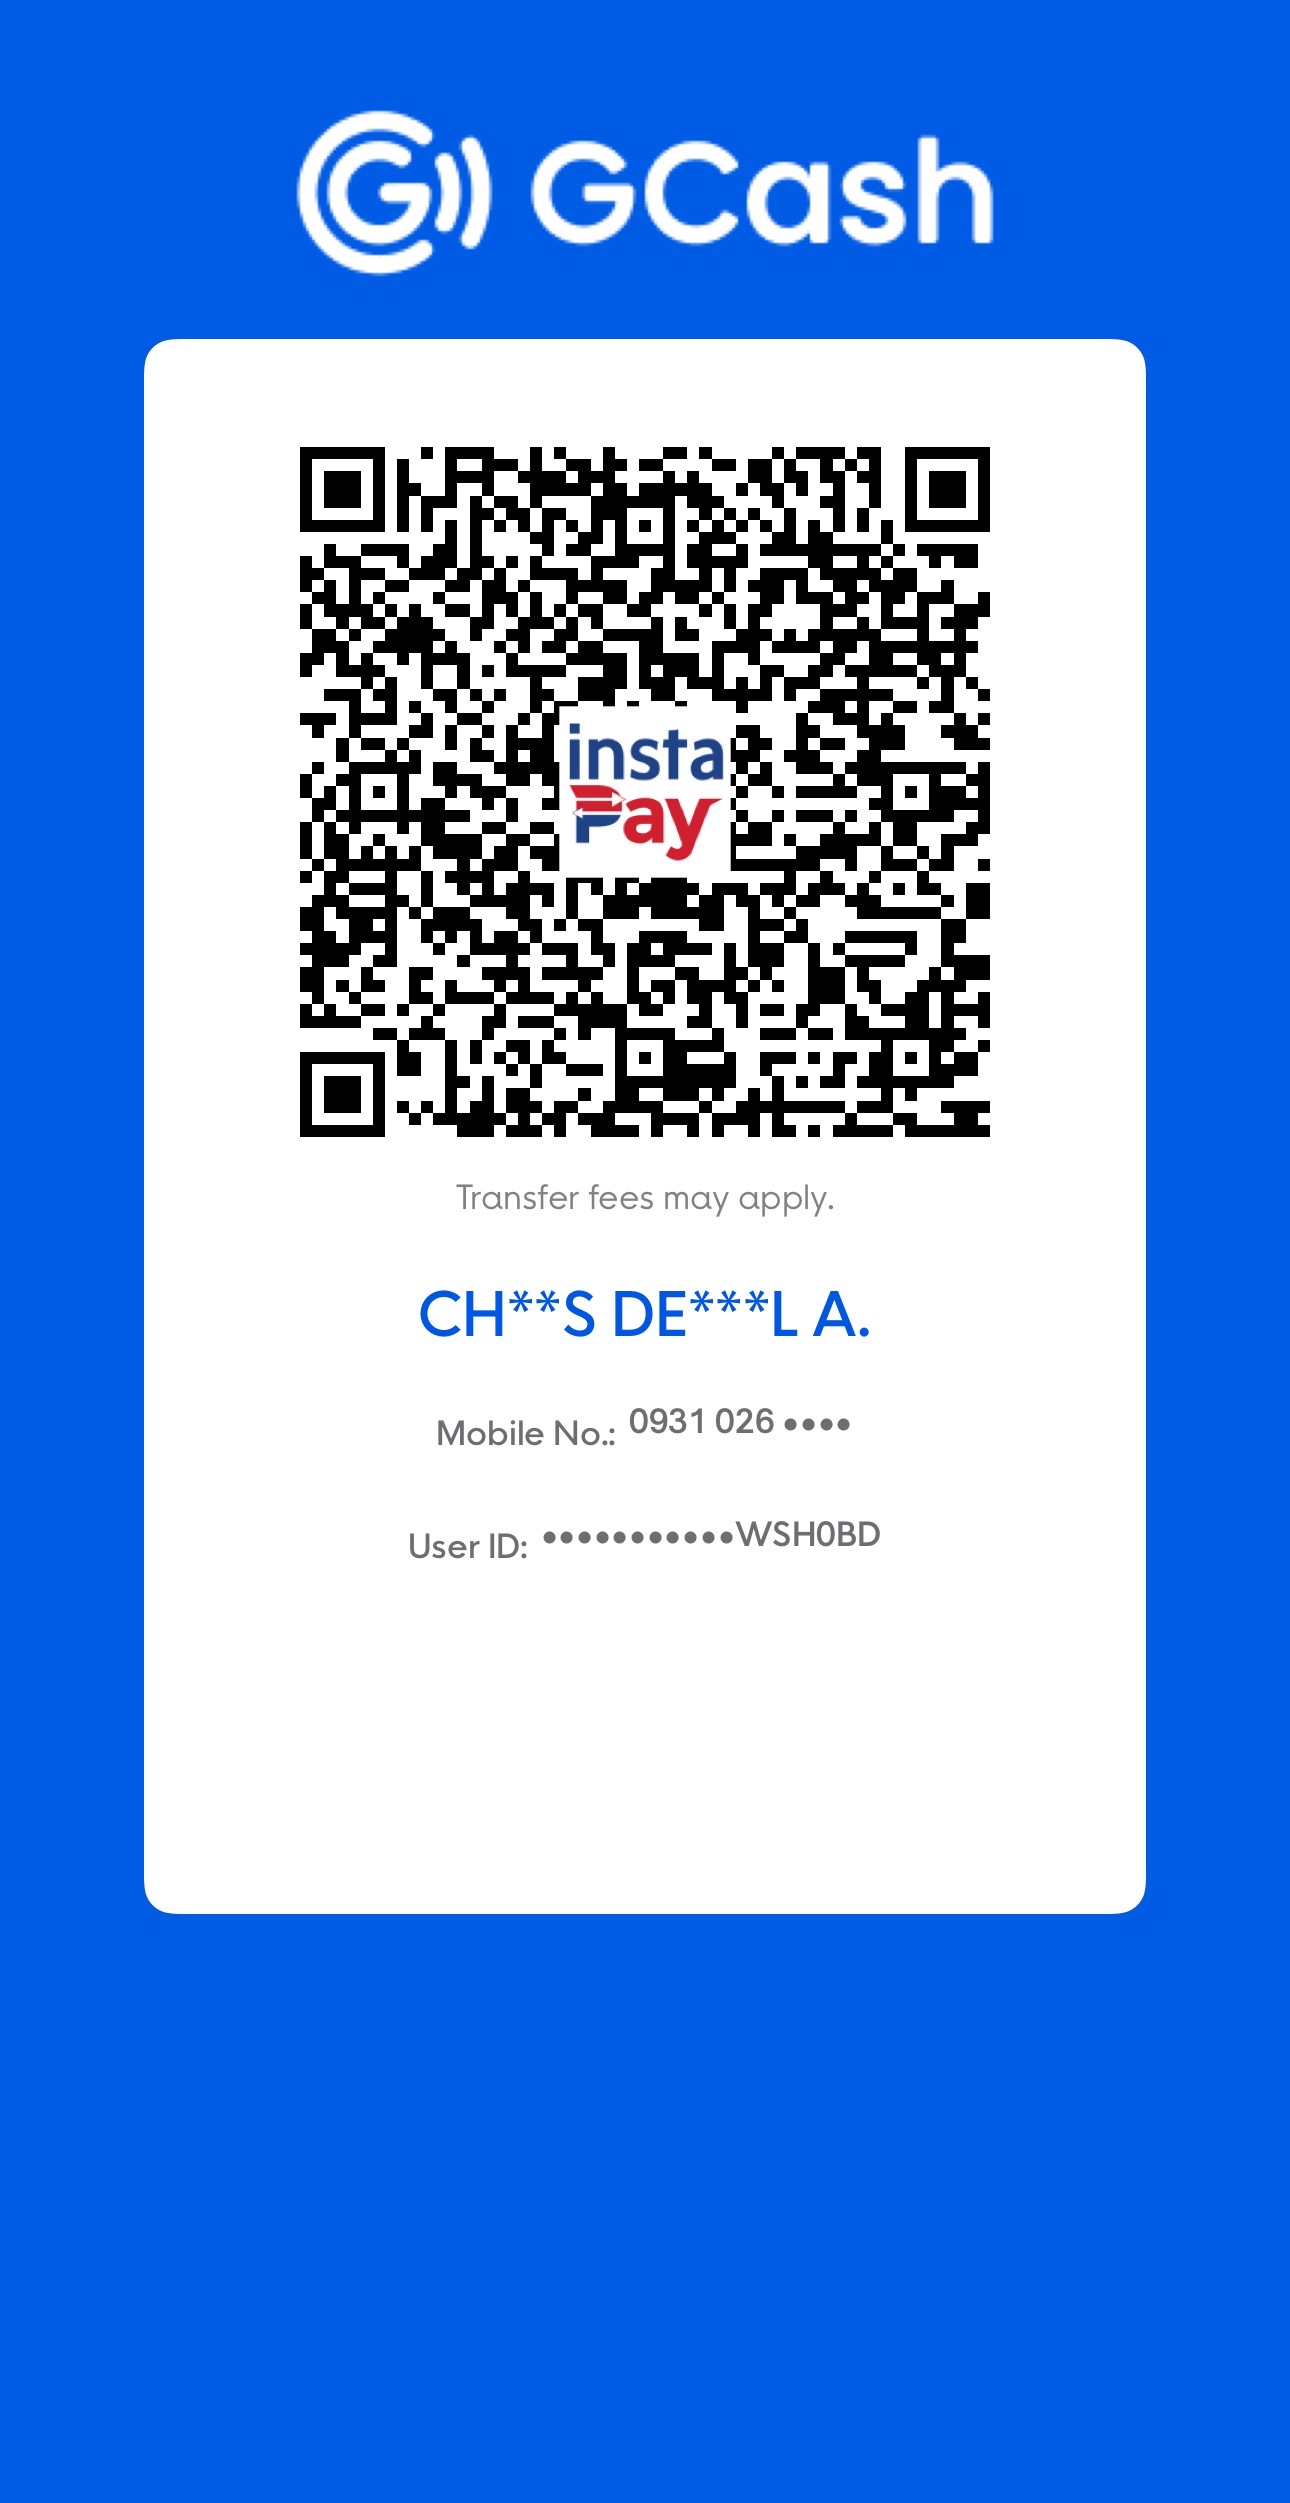 GCash
insta
Pay
Transfer fees may apply.
CH**S DE***L A.
Mobile No.: 0931 026 ••••
User ID: •••••••••••WSH0BD